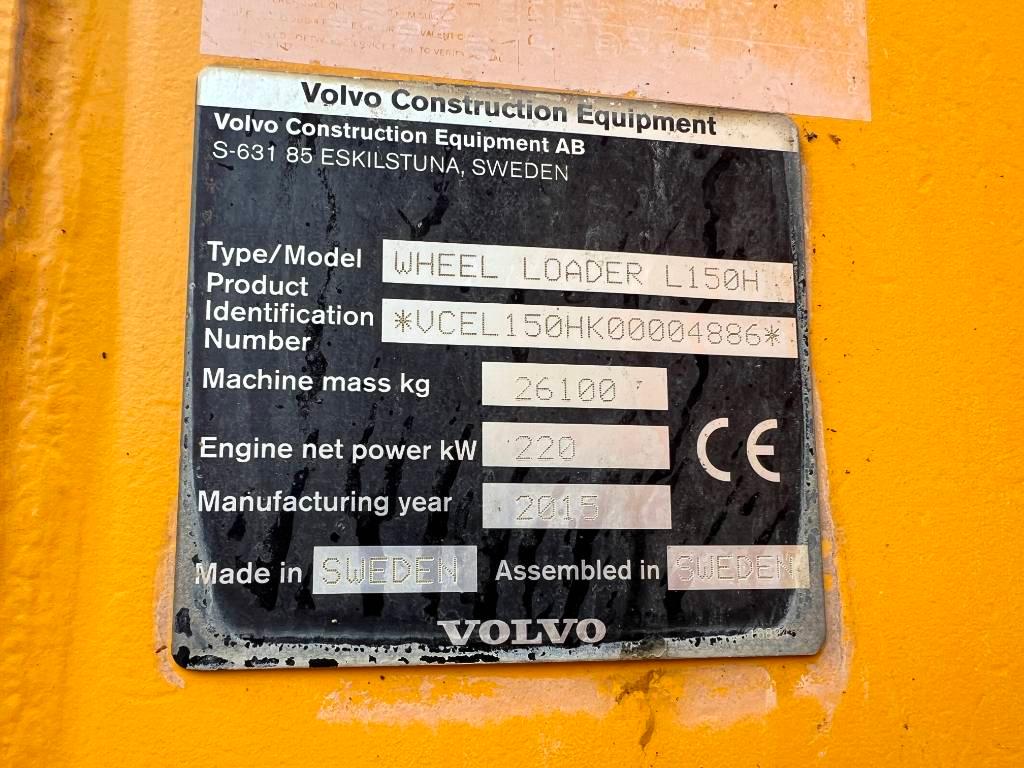 Volvo Construction Equipment
Volvo Construction Equipment AB
S-631 85 ESKILSTUNA, SWEDEN
Type/Model WHEEL LOADER L150H
Product
Identification *VCEL150HK00004886*
Number
Machine mass kg 26100
Engine net power kW 220
CE
Manufacturing year 2015
Made in SWEDEN Assembled in SWEDEN
VOLVO